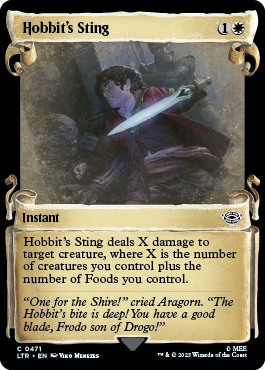 Hobbit's Sting 1
Instant
Hobbit's Sting deals X damage to
target creature, where X is the number
of creatures you control plus the
number of Foods you control.
"One for the Shire!" cried Aragorn. "The
Hobbit's bite is deep! You have a good
blade, Frodo son of Drogo!"
C 0471
LTR • EN Viko Menezes
© MEE
™ & © 2023 Wizards of the Coast